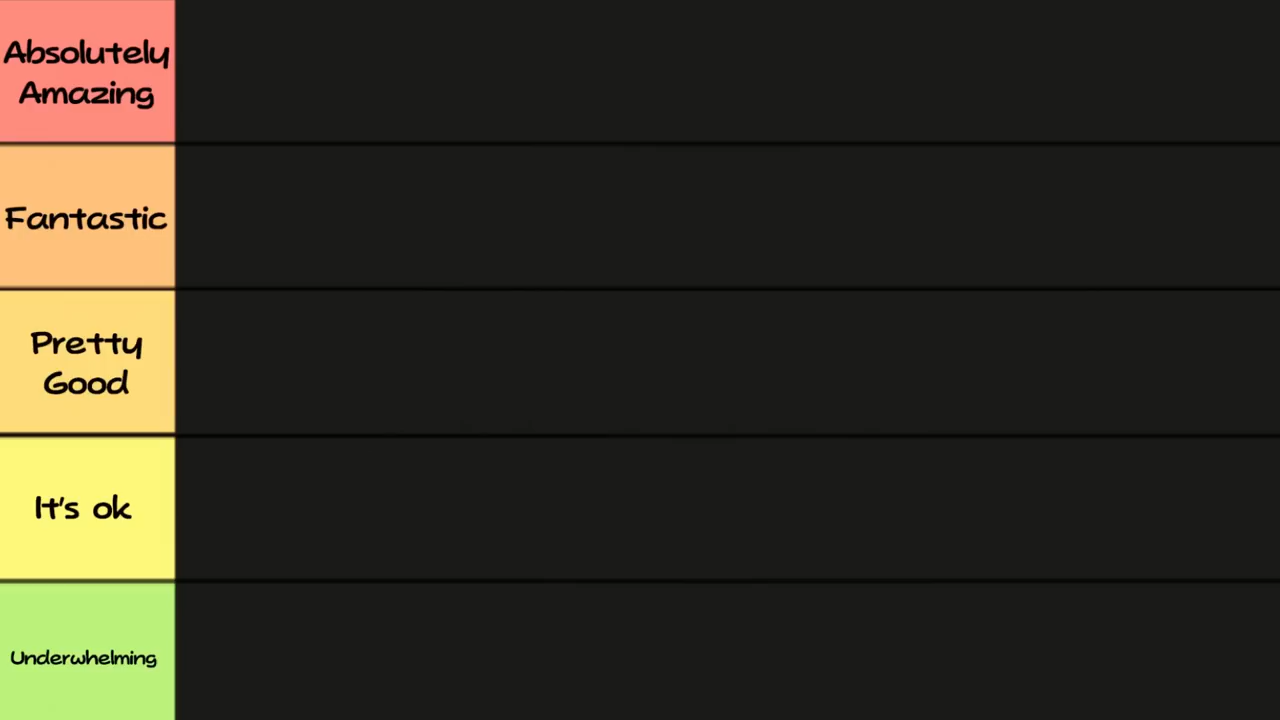 Absolutely
Amazing
Fantastic
Pretty
Good
It's ok
Underwhelming